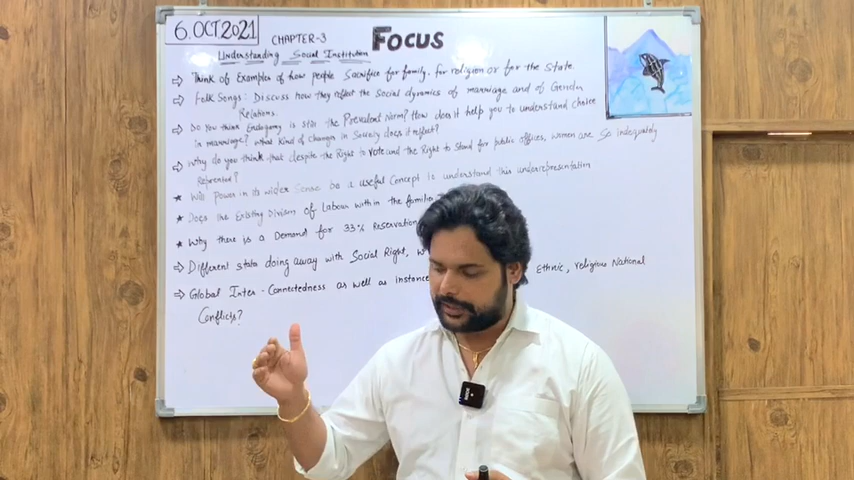 6.OCT.2021
CHAPTER-3
Focus
Understanding Social Institution
⇒ Think of Examples of how people Sacrifice for family, for religion or for the State
⇒ Folk Songs: Discuss how they reflect the Social dynamics of marriage and of Gender
Relations.
⇒ Do you think Endogamy is still the Prevalent norm? How does it help you to understand choice
in marriage? What Kind of changes in Society does it reflect?
⇒ Why do you think that despite the Right to Vote and the Right to Stand for public offices, women are so
Represented?
★ Will Power in its wider Sense be a useful Concept is understand this underrepresentation
★ Does the Existing Division of Labour within the families
★ Why there is a Demand for 33% Reservation
⇒ Different state doing away with Social Right,
⇒ Global Inter-Connectedness as well as instance Ethnic, religious National
Conflicts?